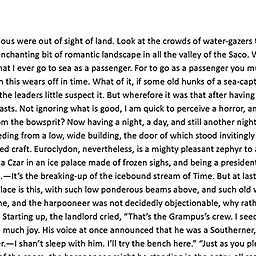 ous were out of sight of land. Look at the crowds of water-gazers
enchanting bit of romantic landscape in all the valley of the Saco. W
hat I ever go to sea as a passenger. For to go as a passenger you mu
n this wears off in time. What of it, if some old hunks of a sea-capt
the leaders little suspect it. But wherefore it was that after having
asts. Not ignoring what is good, I am quick to perceive a horror, an
om the bowsprit? Now having a night, a day, and still another night
eding from a low, wide building, the door of which stood invitingly
ed craft. Euroclydon, nevertheless, is a mighty pleasant zephyr to a
a Czar in an ice palace made of frozen sighs, and being a president
.—It's the breaking-up of the icebound stream of Time. But at last
lace is this, with such low ponderous beams above, and such old w
ne, and the harpooneer was not decidedly objectionable, why rath
Starting up, the landlord cried, “That's the Grampus's crew. I seed
much joy. His voice at once announced that he was a Southerner,
r.—I shan't sleep with him. I'll try the bench here.” “Just as you ple